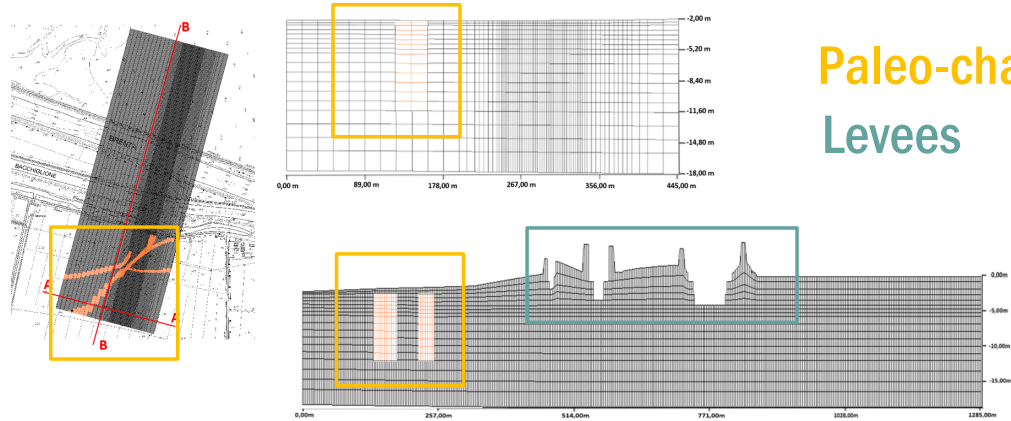 B
BRENTA
BACCHIGLIONE
A
A
B
-2,00 m
-5,20 m
-8,40 m
-11,60 m
-14,80 m
-18,00 m
0,00 m
89,00 m
178,00 m
267,00 m
356,00 m
445,00 m
Paleo-cha
Levees
0,00m
-5,00m
-10,00m
-15,00m
0,00m
257,00m
514,00m
771,00m
1028,00m
1285,00m